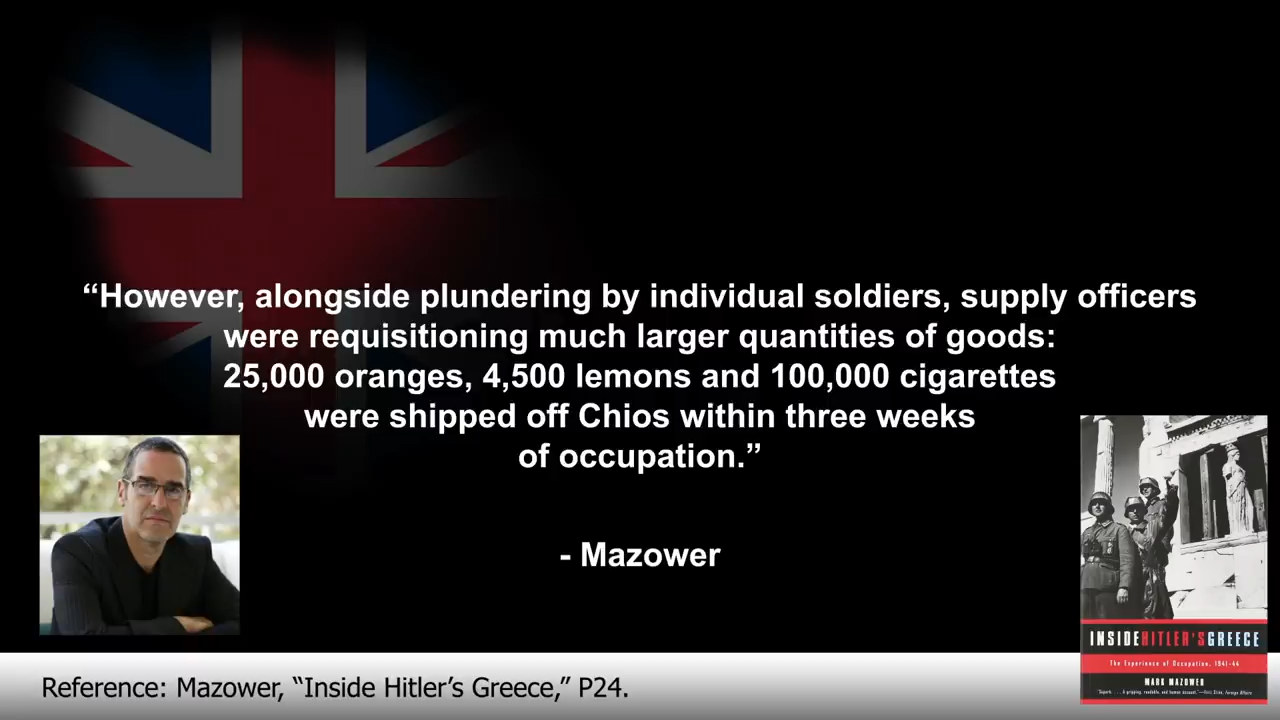 “However, alongside plundering by individual soldiers, supply officers
were requisitioning much larger quantities of goods:
25,000 oranges, 4,500 lemons and 100,000 cigarettes
were shipped off Chios within three weeks
of occupation.”
- Mazower
INSIDE HITLER'S GREECE
The Experience of Occupation, 1941-44
MARK MAZOWER
Reference: Mazower, “Inside Hitler’s Greece,” P24.